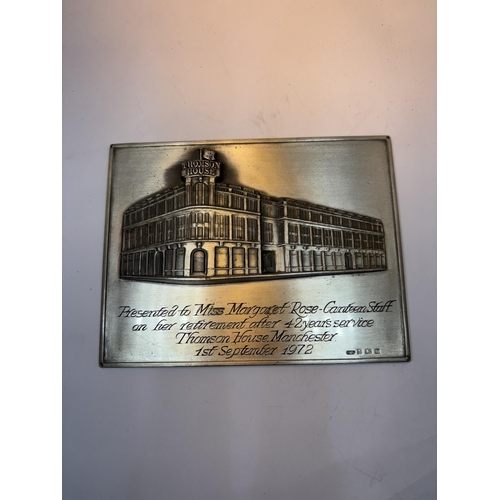 THOMSON
HOUSE
Presented to Miss Margaret Rose-Canteen Staff
on her retirement after 42 years service
Thomson House Manchester
1st September 1972